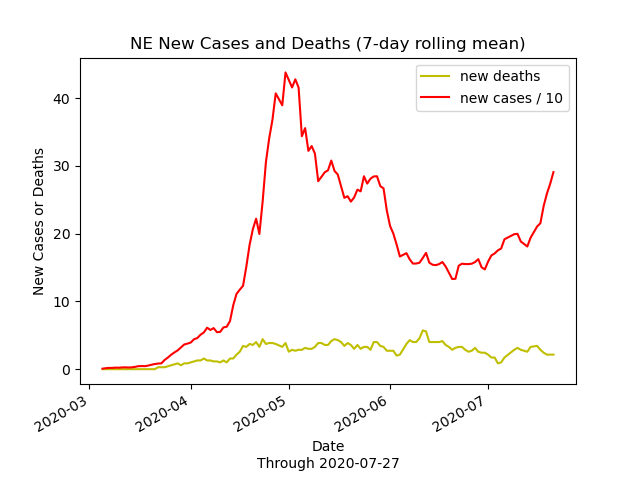 NE New Cases and Deaths (7-day rolling mean)
new deaths
new cases / 10
New Cases or Deaths
40
30
20
10
0
2020-03
2020-04
2020-05
2020-06
2020-07
Date
Through 2020-07-27